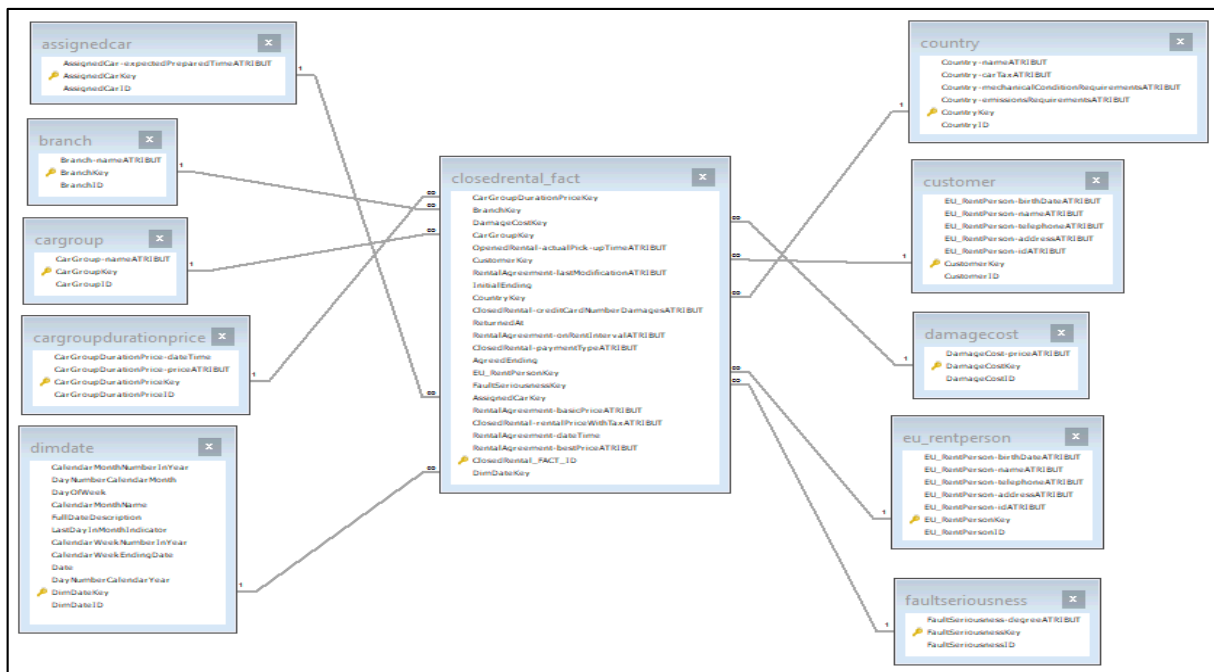 assignedcar
AssignedCar-expectedPreparedTimeATRIBUT
AssignedCarKey
AssignedCarID
branch
Branch-nameATRIBUT
BranchKey
BranchID
cargroup
CarGroup-nameATRIBUT
CarGroupKey
CarGroupID
cargroupdurationprice
CarGroupDurationPrice-dateTime
CarGroupDurationPrice-priceATRIBUT
CarGroupDurationPriceKey
CarGroupDurationPriceID
dimdate
CalendarMonthNumberInYear
DayNumberCalendarMonth
DayOfWeek
CalendarMonthName
FullDateDescription
LastDayInMonthIndicator
CalendarWeekNumberInYear
CalendarWeekEndingDate
Date
DayNumberCalendarYear
DimDateKey
DimDateID
closedrental_fact
CarGroupDurationPriceKey
BranchKey
DamageCostKey
CarGroupKey
OpenedRental-actualPick-upTimeATRIBUT
CustomerKey
RentalAgreement-lastModificationATRIBUT
InitialEnding
CountryKey
ClosedRental-creditCardNumberDamagesATRIBUT
ReturnedAt
RentalAgreement-onRentIntervalATRIBUT
ClosedRental-paymentTypeATRIBUT
AgreedEnding
EU_RentPersonKey
FaultSeriousnessKey
AssignedCarKey
RentalAgreement-basicPriceATRIBUT
ClosedRental-rentalPriceWithTaxATRIBUT
RentalAgreement-dateTime
RentalAgreement-bestPriceATRIBUT
ClosedRental_FACT_ID
DimDateKey
country
Country-nameATRIBUT
Country-carTaxATRIBUT
Country-mechanicalConditionRequirementsATRIBUT
Country-emissionsRequirementsATRIBUT
CountryKey
CountryID
customer
EU_RentPerson-birthDateATRIBUT
EU_RentPerson-nameATRIBUT
EU_RentPerson-telephoneATRIBUT
EU_RentPerson-addressATRIBUT
EU_RentPerson-idATRIBUT
CustomerKey
CustomerID
damagecost
DamageCost-priceATRIBUT
DamageCostKey
DamageCostID
eu_rentperson
EU_RentPerson-birthDateATRIBUT
EU_RentPerson-nameATRIBUT
EU_RentPerson-telephoneATRIBUT
EU_RentPerson-addressATRIBUT
EU_RentPerson-idATRIBUT
EU_RentPersonKey
EU_RentPersonID
faultseriousness
FaultSeriousness-degreeATRIBUT
FaultSeriousnessKey
FaultSeriousnessID